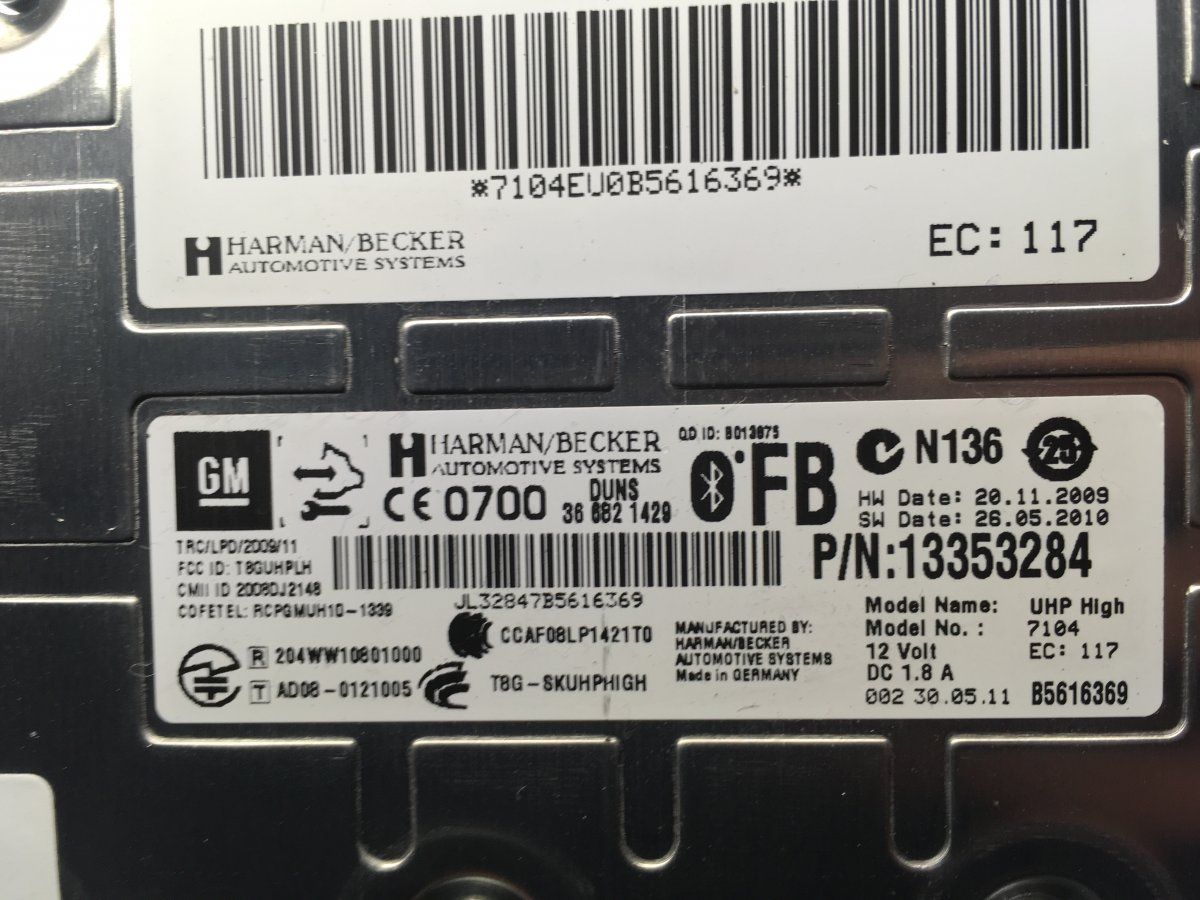 *7104EU0B5616369*
HARMAN/BECKER
AUTOMOTIVE SYSTEMS
EC: 117
GM
HARMAN/BECKER
AUTOMOTIVE SYSTEMS
CE 0700
DUNS
36 882 1429
QD ID: B013875
FB
N136
25
HW Date: 20.11.2009
SW Date: 26.05.2010
P/N:13353284
TRC/LPD/2009/11
FCC ID: T8GUHPLH
CMII ID 2008DJ2148
COFETEL: RCPGMUH10-1339
JL32847B5616369
R 204WW10801000
T AD08-0121005
CCAF08LP1421T0
T8G-SKUHPHIGH
MANUFACTURED BY:
HARMAN/BECKER
AUTOMOTIVE SYSTEMS
Made in GERMANY
Model Name: UHP High
Model No.: 7104
12 Volt EC: 117
DC 1.8 A
002 30.05.11 B5616369